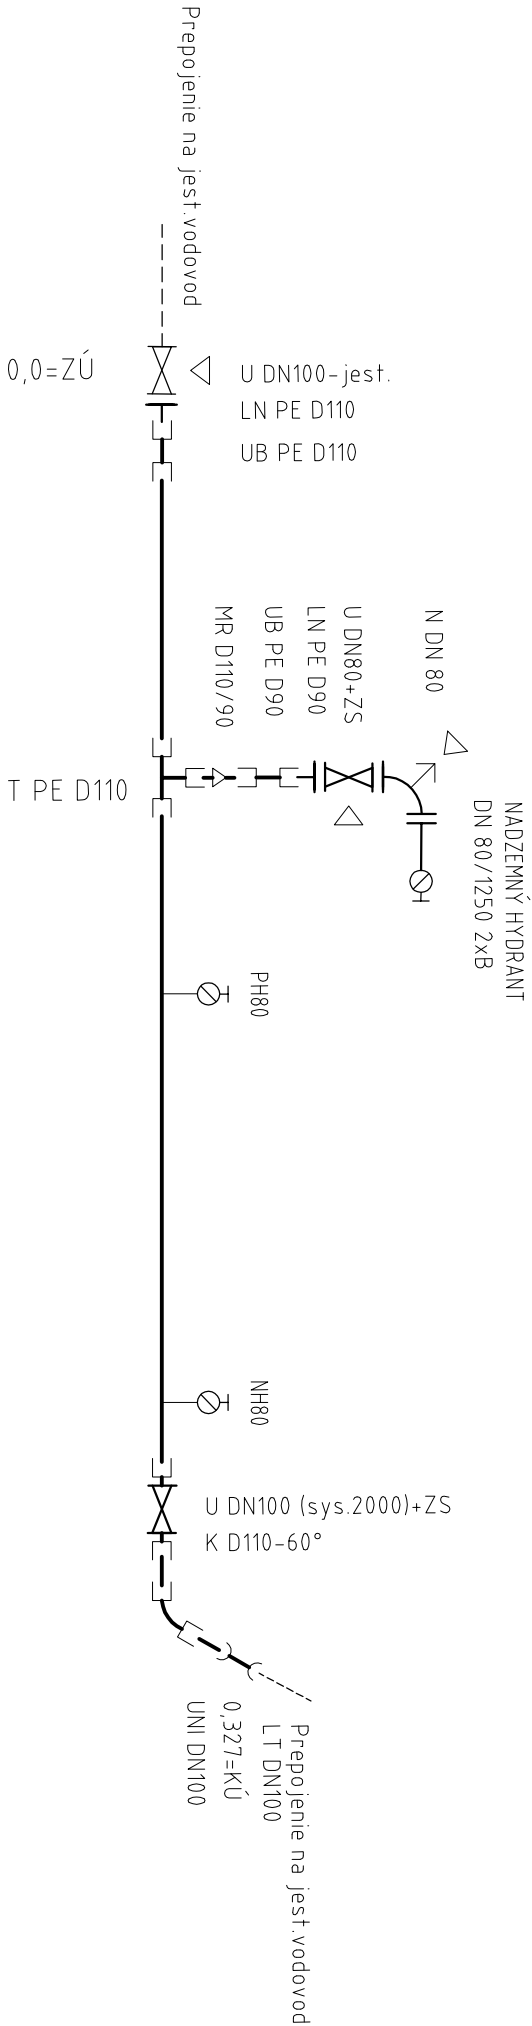 Prepojenie na jest.vodovod
0,0=ZÚ
U DN100-jest.
LN PE D110
UB PE D110
MR D110/90
UB PE D90
LN PE D90
U DN80+ZS
N DN 80
T PE D110
NADZEMNÝ HYDRANT
DN 80/1250 2xB
PH80
NH80
U DN100 (sys.2000)+ZS
K D110-60°
Prepojenie na jest.vodovod
LT DN100
0,327=KÚ
UNI DN100